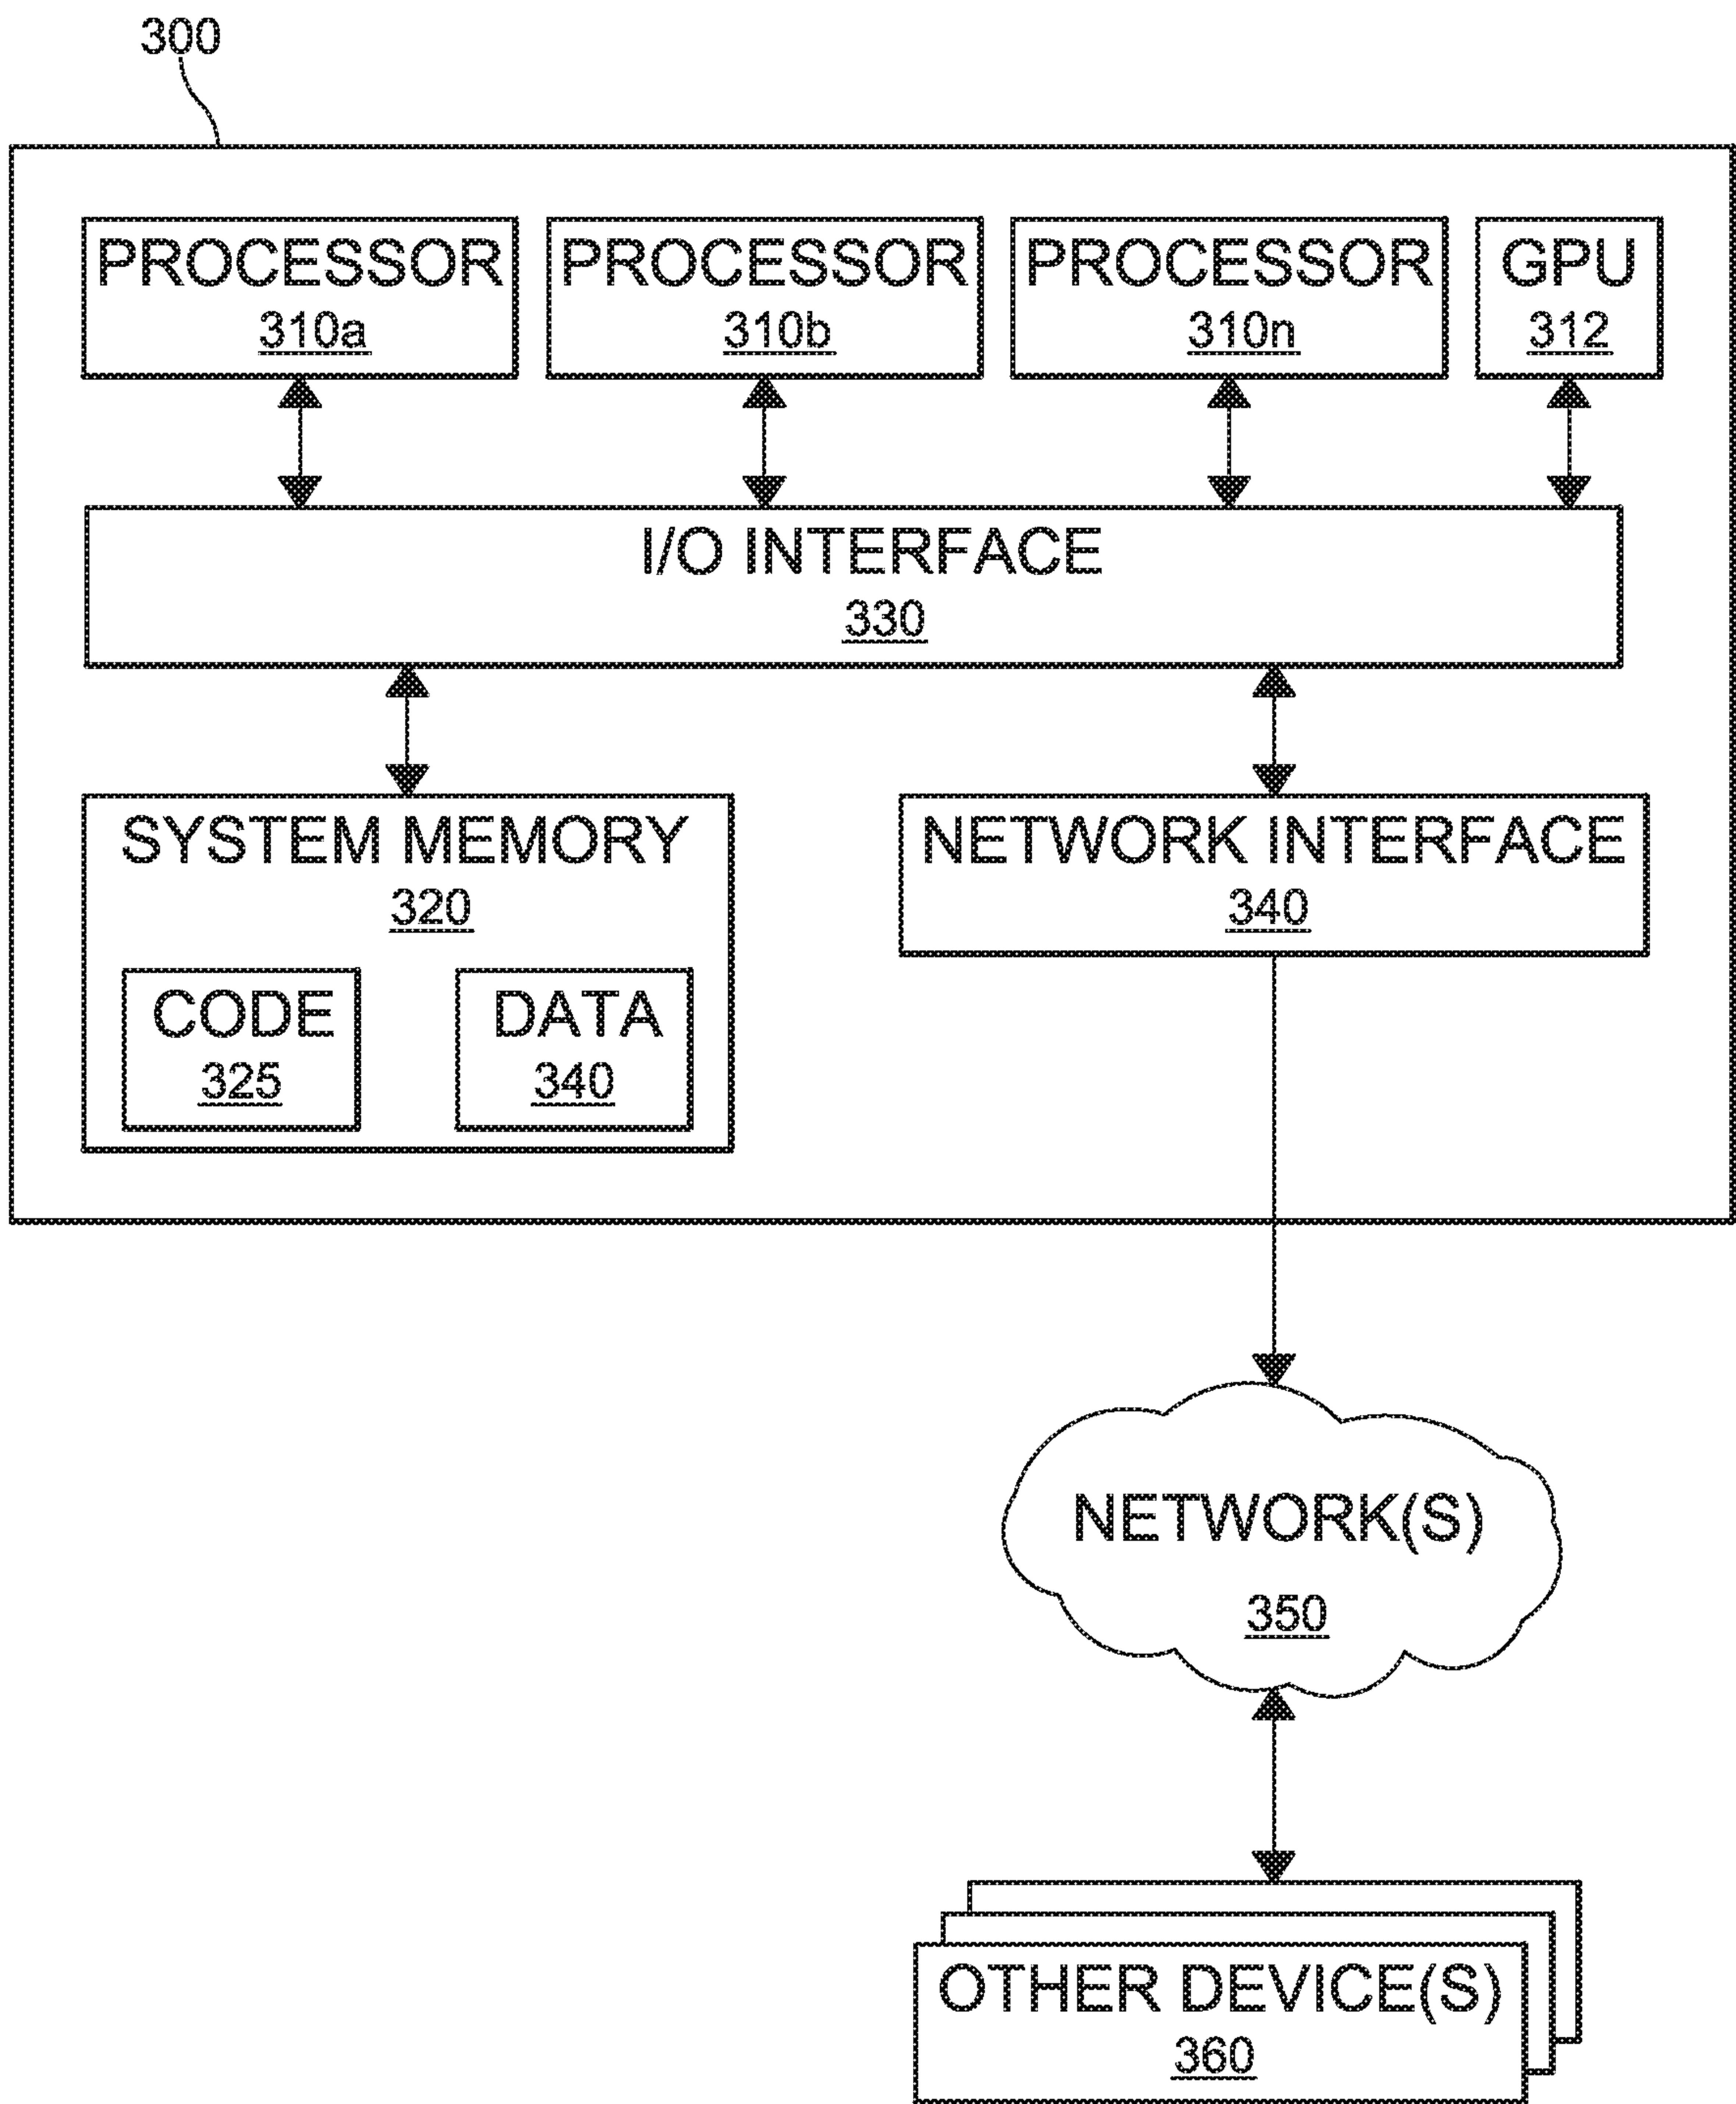 300
PROCESSOR
310a
PROCESSOR
310b
PROCESSOR
310n
GPU
312
I/O INTERFACE
330
SYSTEM MEMORY
320
CODE
325
DATA
340
NETWORK INTERFACE
340
NETWORK(S)
350
OTHER DEVICE(S)
360